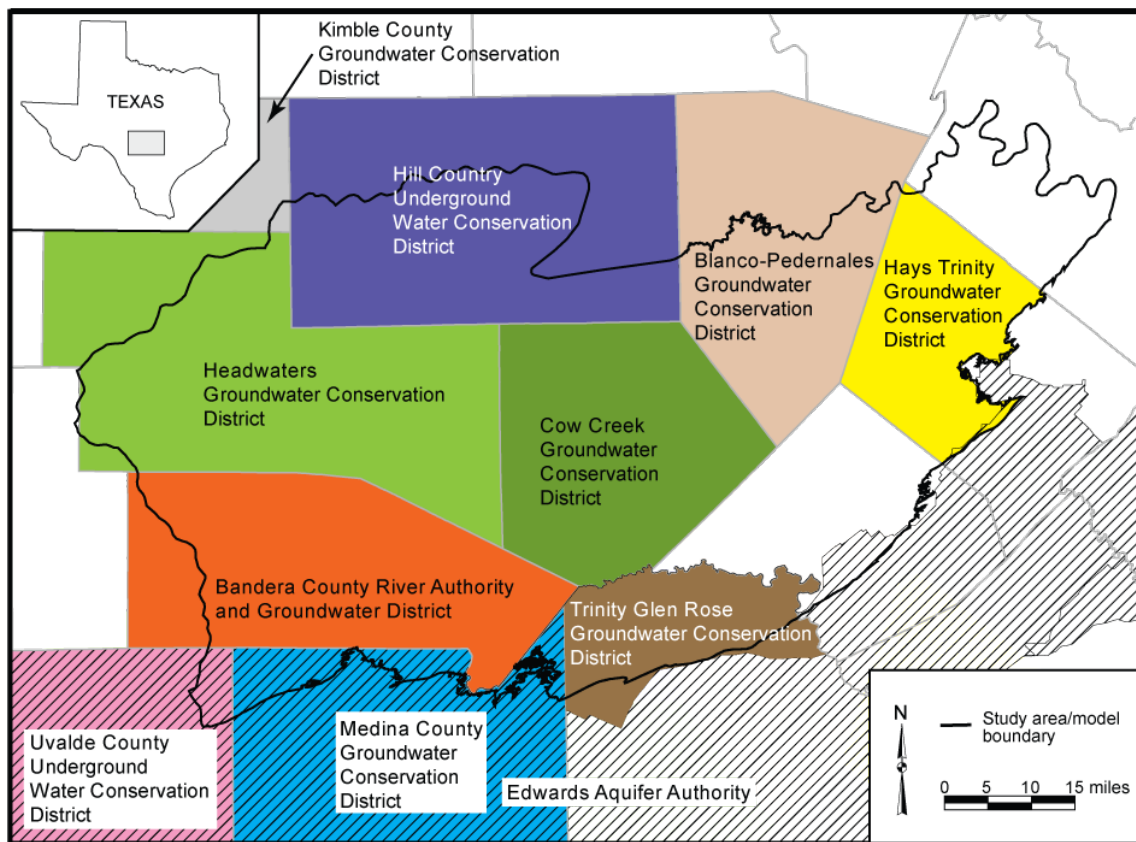 Kimble County
Groundwater Conservation
District
TEXAS
Hill Country
Underground
Water Conservation
District
Blanco-Pedernales
Groundwater
Conservation
District
Hays Trinity
Groundwater
Conservation
District
Headwaters
Groundwater Conservation
District
Cow Creek
Groundwater
Conservation
District
Bandera County River Authority
and Groundwater District
Trinity Glen Rose
Groundwater Conservation
District
Uvalde County
Underground
Water Conservation
District
Medina County
Groundwater
Conservation
District
Edwards Aquifer Authority
N
Study area/model
boundary
0 5 10 15 miles